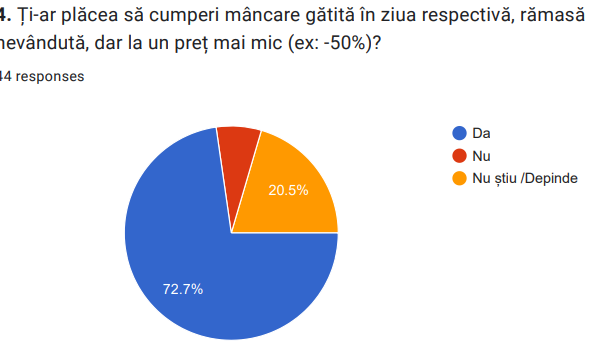 4. Ți-ar plăcea să cumperi mâncare gătită în ziua respectivă, rămasă
nevândută, dar la un preț mai mic (ex: -50%)?
44 responses
Da
Nu
Nu știu /Depinde
20.5%
72.7%